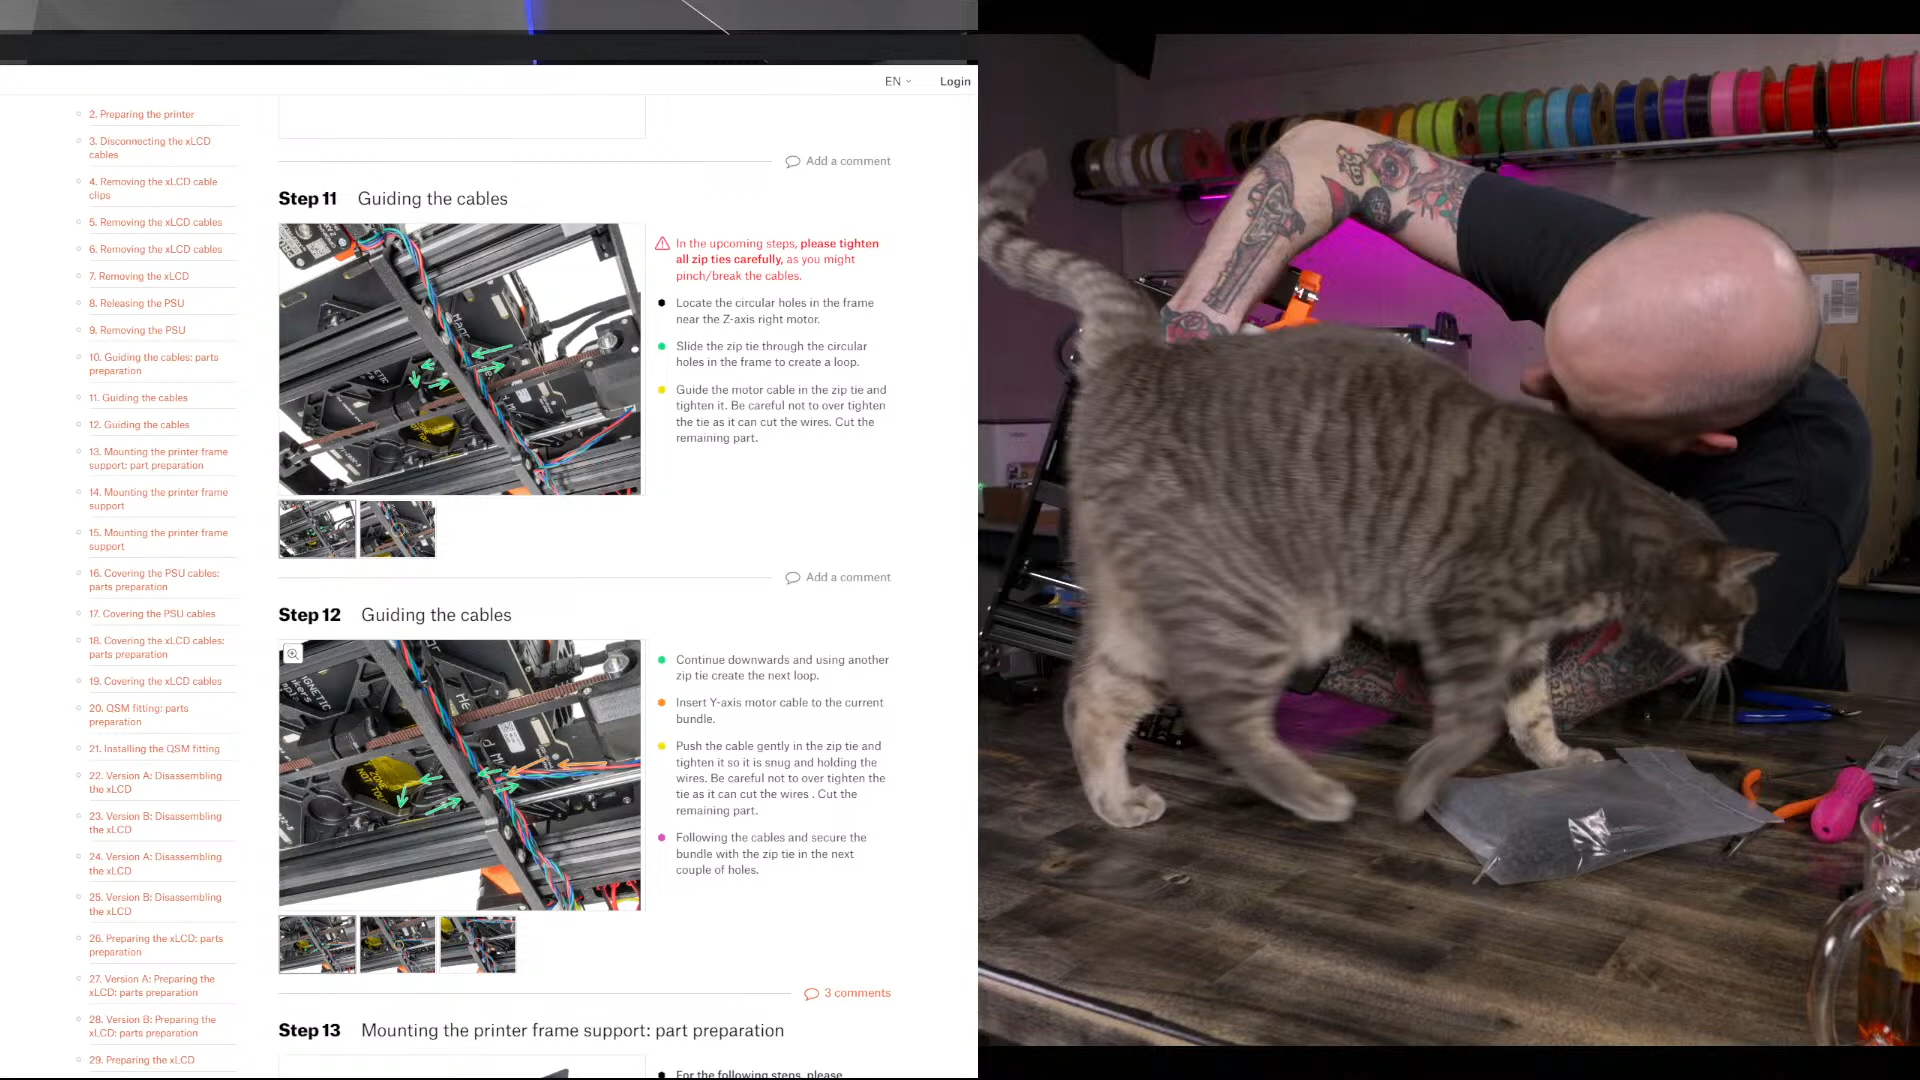 EN
Login
2. Preparing the printer
3. Disconnecting the xLCD
cables
4. Removing the xLCD cable
clips
5. Removing the xLCD cables
6. Removing the xLCD cables
7. Removing the xLCD
8. Releasing the PSU
9. Removing the PSU
10. Guiding the cables: parts
preparation
11. Guiding the cables
12. Guiding the cables
13. Mounting the printer frame
support: part preparation
14. Mounting the printer frame
support
15. Mounting the printer frame
support
16. Covering the PSU cables:
parts preparation
17. Covering the PSU cables
18. Covering the xLCD cables:
parts preparation
19. Covering the xLCD cables
20. QSM fitting: parts
preparation
21. Installing the QSM fitting
22. Version A: Disassembling
the xLCD
23. Version B: Disassembling
the xLCD
24. Version A: Disassembling
the xLCD
25. Version B: Disassembling
the xLCD
26. Preparing the xLCD: parts
preparation
27. Version A: Preparing the
xLCD: parts preparation
28. Version B: Preparing the
xLCD: parts preparation
29. Preparing the xLCD
Add a comment
Step 11 Guiding the cables
In the upcoming steps, please tighten
all zip ties carefully, as you might
pinch/break the cables.
Locate the circular holes in the frame
near the Z-axis right motor.
Slide the zip tie through the circular
holes in the frame to create a loop.
Guide the motor cable in the zip tie and
tighten it. Be careful not to over tighten
the tie as it can cut the wires. Cut the
remaining part.
Add a comment
Step 12 Guiding the cables
Continue downwards and using another
zip tie create the next loop.
Insert Y-axis motor cable to the current
bundle.
Push the cable gently in the zip tie and
tighten it so it is snug and holding the
wires. Be careful not to over tighten the
tie as it can cut the wires . Cut the
remaining part.
Following the cables and secure the
bundle with the zip tie in the next
couple of holes.
3 comments
Step 13 Mounting the printer frame support: part preparation
For the following steps, please